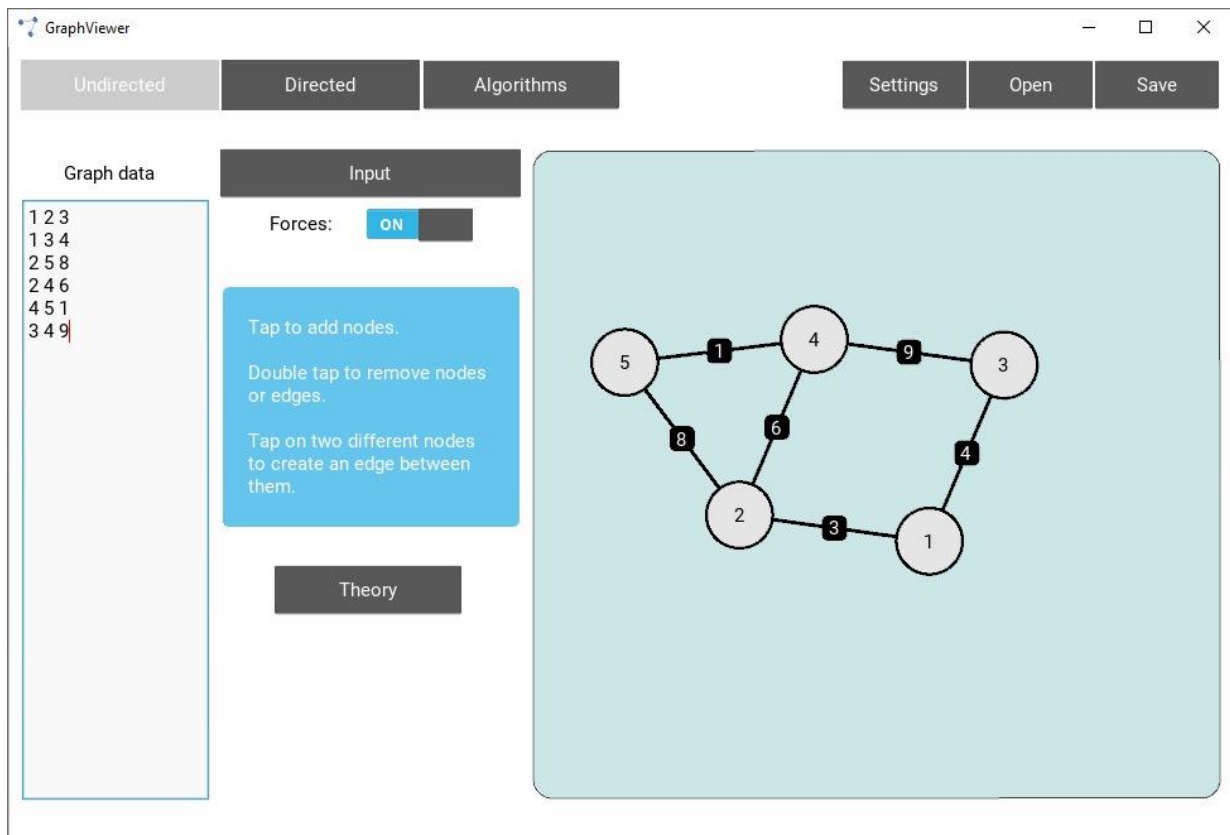 GraphViewer
Undirected
Directed
Algorithms
Settings
Open
Save
Graph data
1 2 3
1 3 4
2 5 8
2 4 6
4 5 1
3 4 9
Input
Forces:
ON
Tap to add nodes.
Double tap to remove nodes
or edges.
Tap on two different nodes
to create an edge between
them.
Theory
4
1
9
5
3
8
6
4
2
3
1